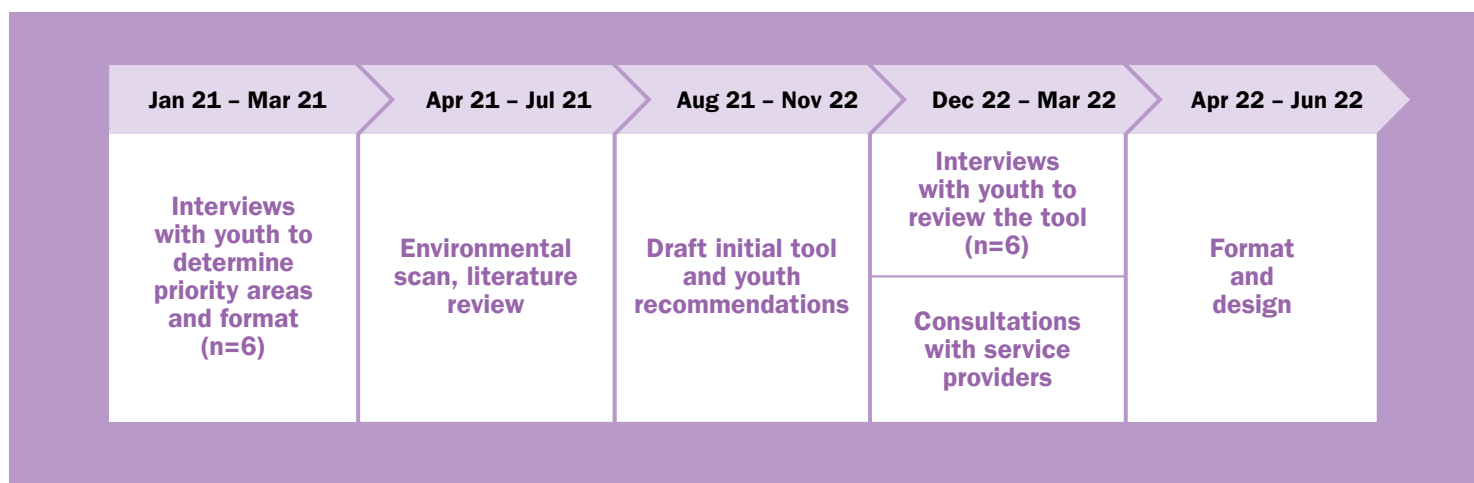 Jan 21 – Mar 21
Apr 21 – Jul 21
Aug 21 – Nov 22
Dec 22 – Mar 22
Apr 22 – Jun 22
Interviews
with youth to
determine
priority areas
and format
(n=6)
Environmental
scan, literature
review
Draft initial tool
and youth
recommendations
Interviews
with youth to
review the tool
(n=6)
Consultations
with service
providers
Format
and
design